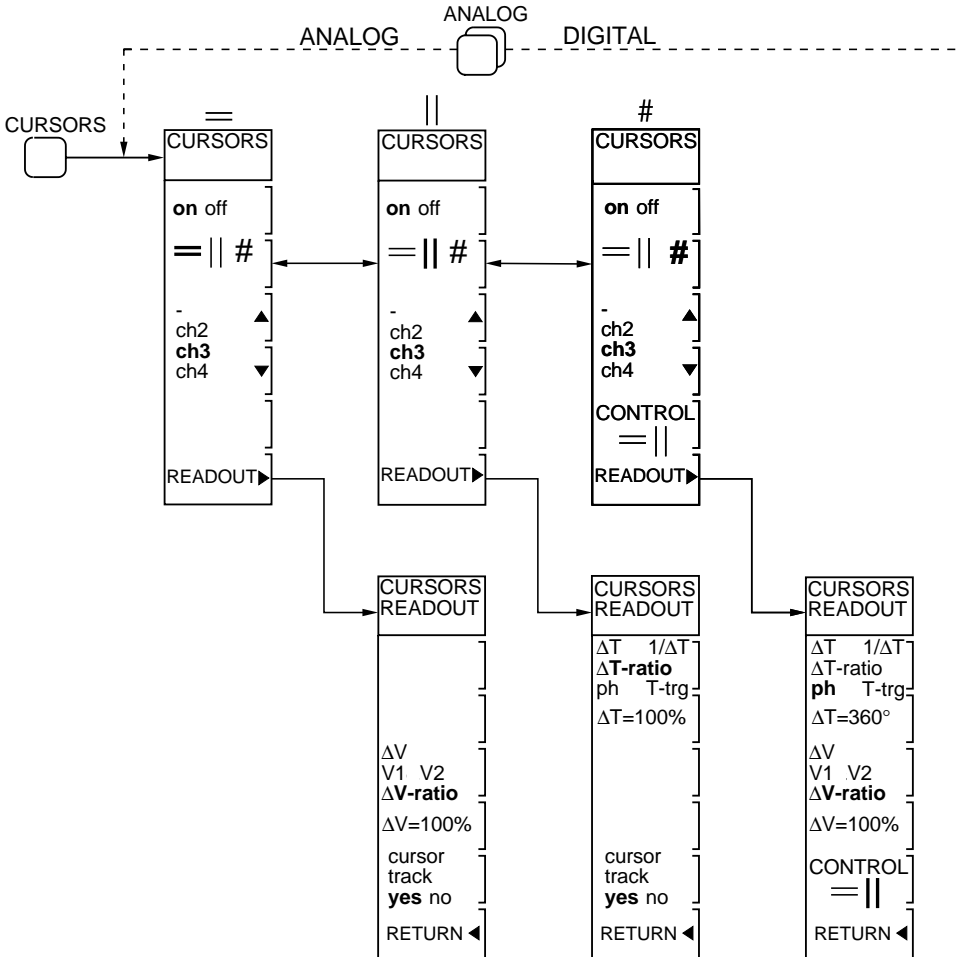 ANALOG
ANALOG DIGITAL
CURSORS
CURSORS
on off
= || #
-
ch2
ch3
ch4
READOUT
CURSORS
on off
= || #
-
ch2
ch3
ch4
READOUT
#
CURSORS
on off
= || #
-
ch2
ch3
ch4
CONTROL
= ||
READOUT
CURSORS
READOUT
ΔV
V1 V2
ΔV-ratio
ΔV=100%
cursor
track
yes no
RETURN
CURSORS
READOUT
ΔT 1/ΔT
ΔT-ratio
ph T-trg
ΔT=100%
cursor
track
yes no
RETURN
CURSORS
READOUT
ΔT 1/ΔT
ΔT-ratio
ph T-trg
ΔT=360°
ΔV
V1 V2
ΔV-ratio
ΔV=100%
CONTROL
= ||
RETURN